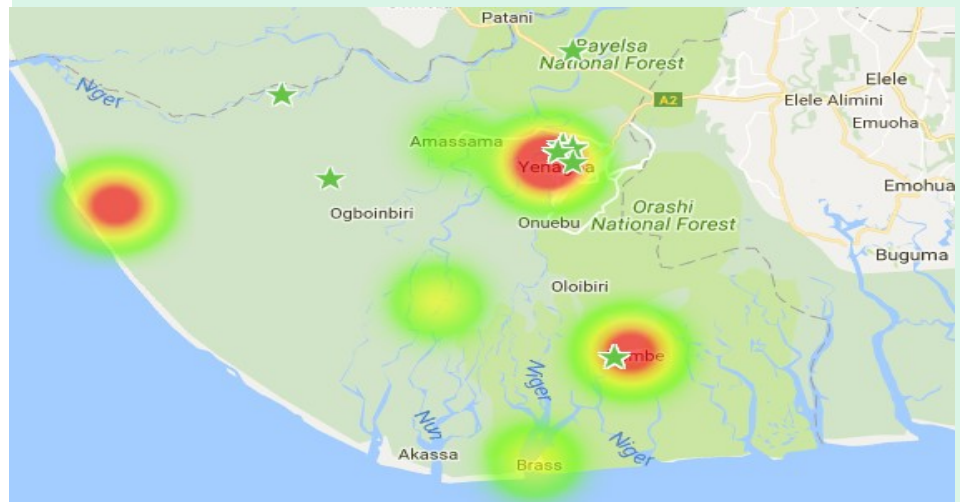 Patani
Bayelsa
National Forest
Niger
A2
Elele
Elele Alimini
Emuoha
Amassama
Emohua
Ogboinbiri
Onuebu
Orashi
National Forest
Buguma
Oloibiri
Niger
Nun
Akassa
Niger
Brass